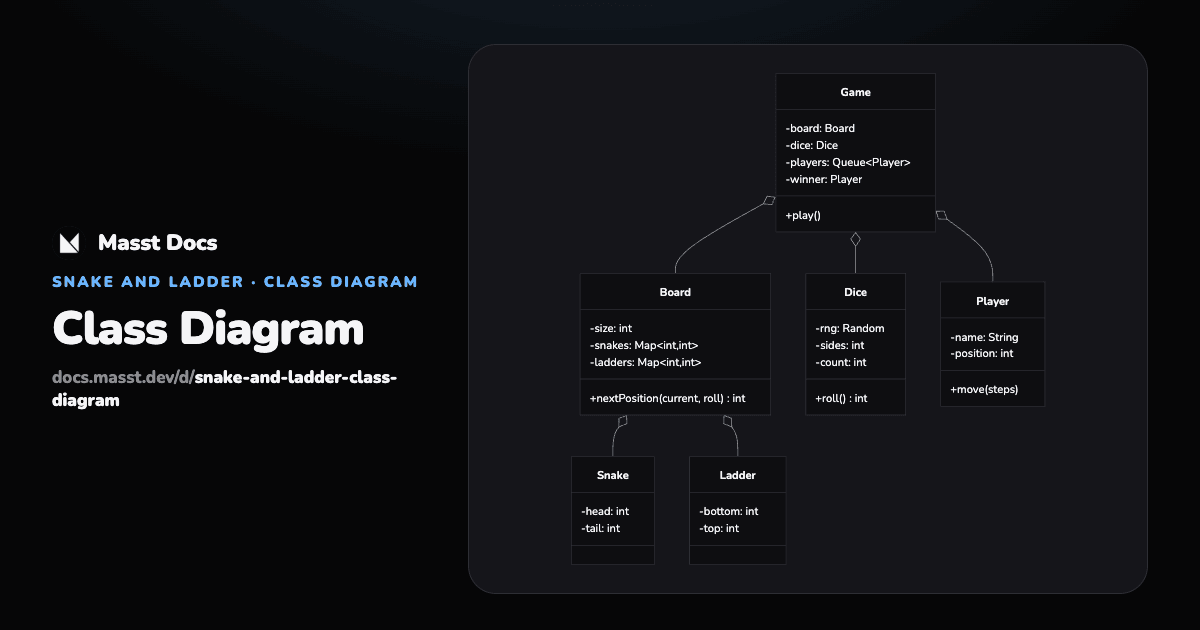 Masst Docs
SNAKE AND LADDER · CLASS DIAGRAM
Class Diagram
docs.masst.dev/d/snake-and-ladder-class-
diagram
Game
-board: Board
-dice: Dice
-players: Queue<Player>
-winner: Player
+play()
Board
-size: int
-snakes: Map<int,int>
-ladders: Map<int,int>
+nextPosition(current, roll) : int
Dice
-rng: Random
-sides: int
-count: int
+roll() : int
Player
-name: String
-position: int
+move(steps)
Snake
-head: int
-tail: int
Ladder
-bottom: int
-top: int